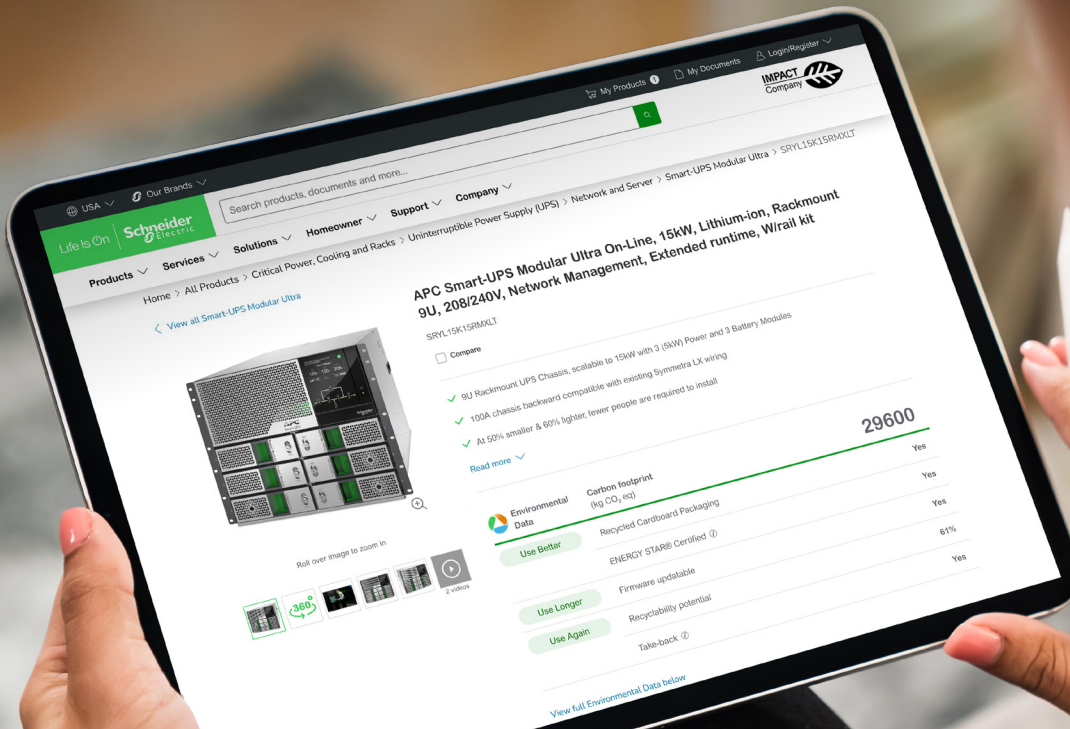 USA
Our Brands
My Products 1
My Documents
Login/Register
Life Is On
Schneider
Electric
Search products, documents and more...
IMPACT
Company
Products
Services
Solutions
Homeowner
Support
Company
Home > All Products > Critical Power, Cooling and Racks > Uninterruptible Power Supply (UPS) > Network and Server > Smart-UPS Modular Ultra > SRYL15K15RMXLT
View all Smart-UPS Modular Ultra
APC Smart-UPS Modular Ultra On-Line, 15kW, Lithium-ion, Rackmount
9U, 208/240V, Network Management, Extended runtime, W/rail kit
SRYL15K15RMXLT
Compare
9U Rackmount UPS Chassis, scalable to 15kW with 3 (5kW) Power and 3 Battery Modules
100A chassis backward compatible with existing Symmetra LX wiring
At 50% smaller & 60% lighter, fewer people are required to install
Read more
APC
Roll over image to zoom in
360°
2 videos
Environmental
Data
Carbon footprint
(kg CO₂ eq)
29600
Use Better
Recycled Cardboard Packaging
Yes
ENERGY STAR® Certified
Yes
Use Longer
Firmware updatable
Yes
Use Again
Recyclability potential
61%
Take-back
Yes
View full Environmental Data below